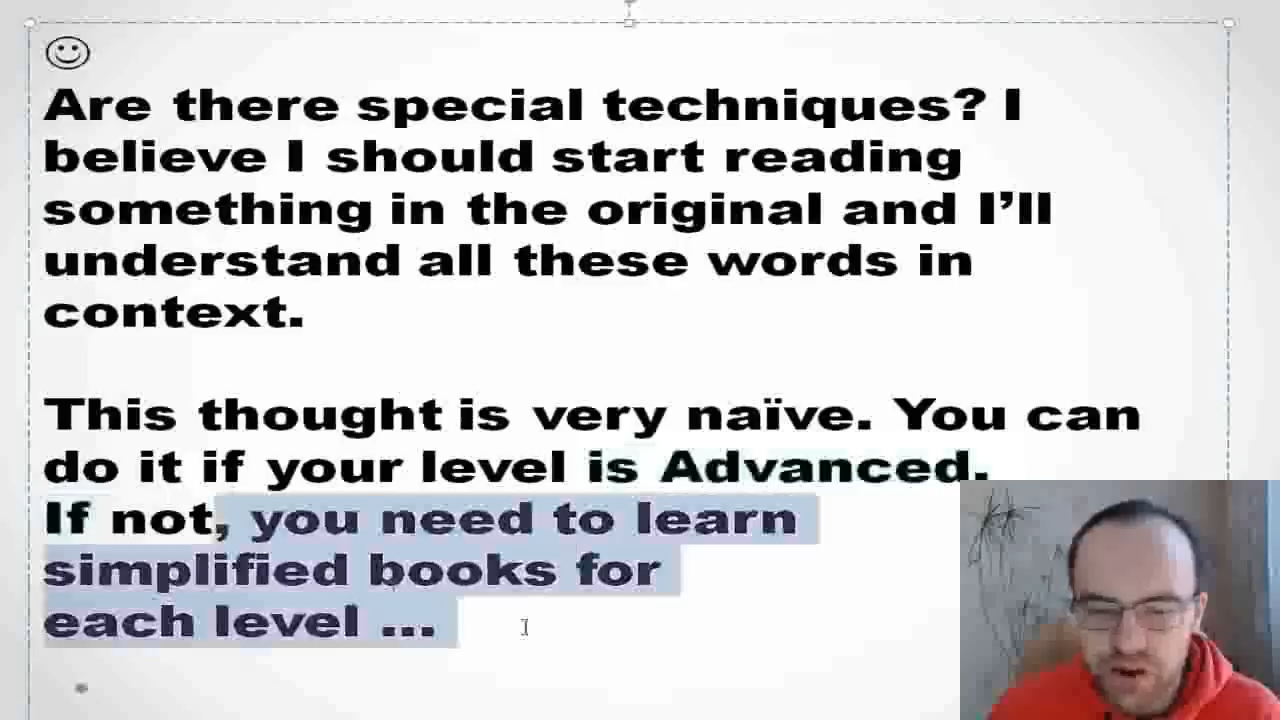 Are there special techniques? I
believe I should start reading
something in the original and I’ll
understand all these words in
context.
This thought is very naïve. You can
do it if your level is Advanced.
If not, you need to learn
simplified books for
each level ...